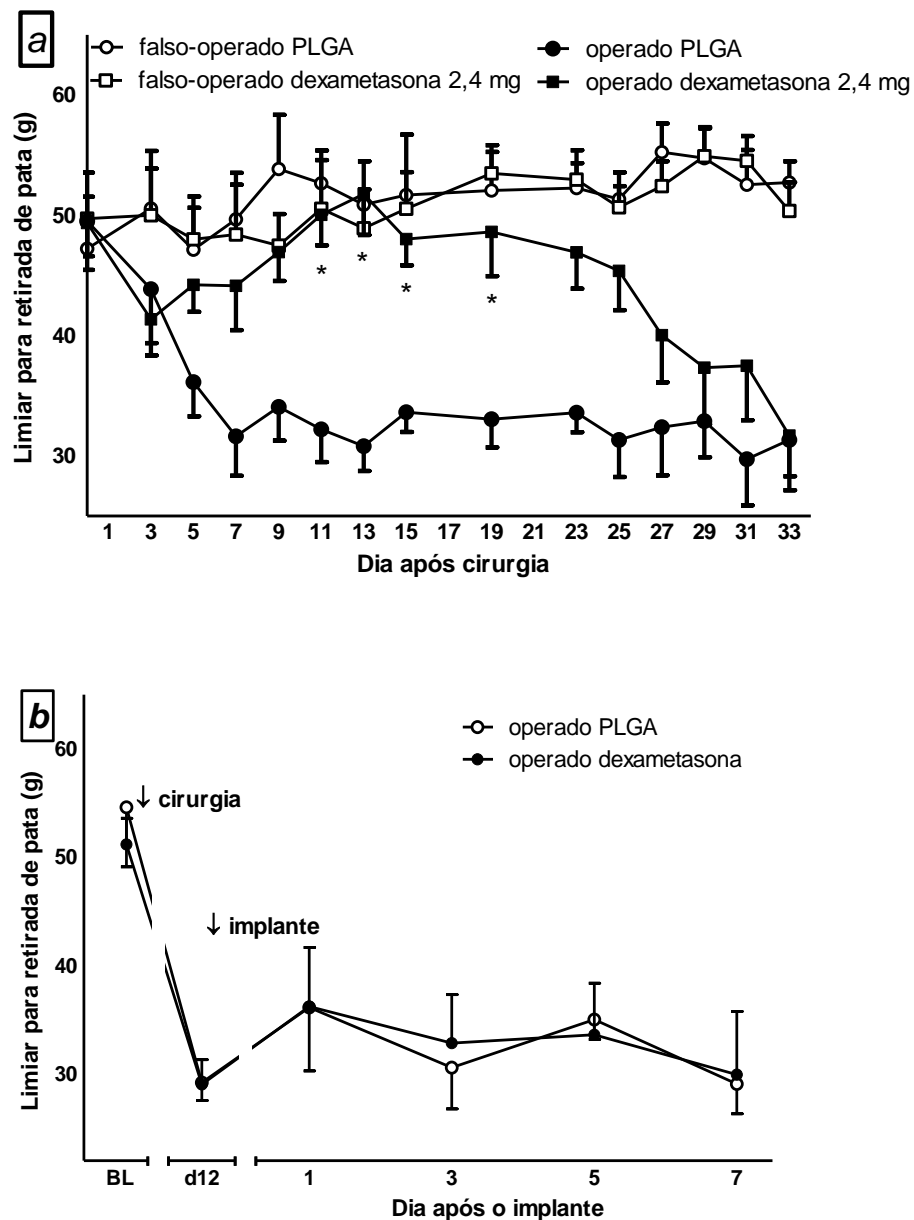 a
falso-operado PLGA
operado PLGA
falso-operado dexametasona 2,4 mg
operado dexametasona 2,4 mg
Limiar para retirada de pata (g)
60
50
40
30
* * * *
1 3 5 7 9 11 13 15 17 19 21 23 25 27 29 31 33
Dia após cirurgia
b
operado PLGA
operado dexametasona
↓ cirurgia
↓ implante
Limiar para retirada de pata (g)
60
50
40
30
BL d12 1 3 5 7
Dia após o implante